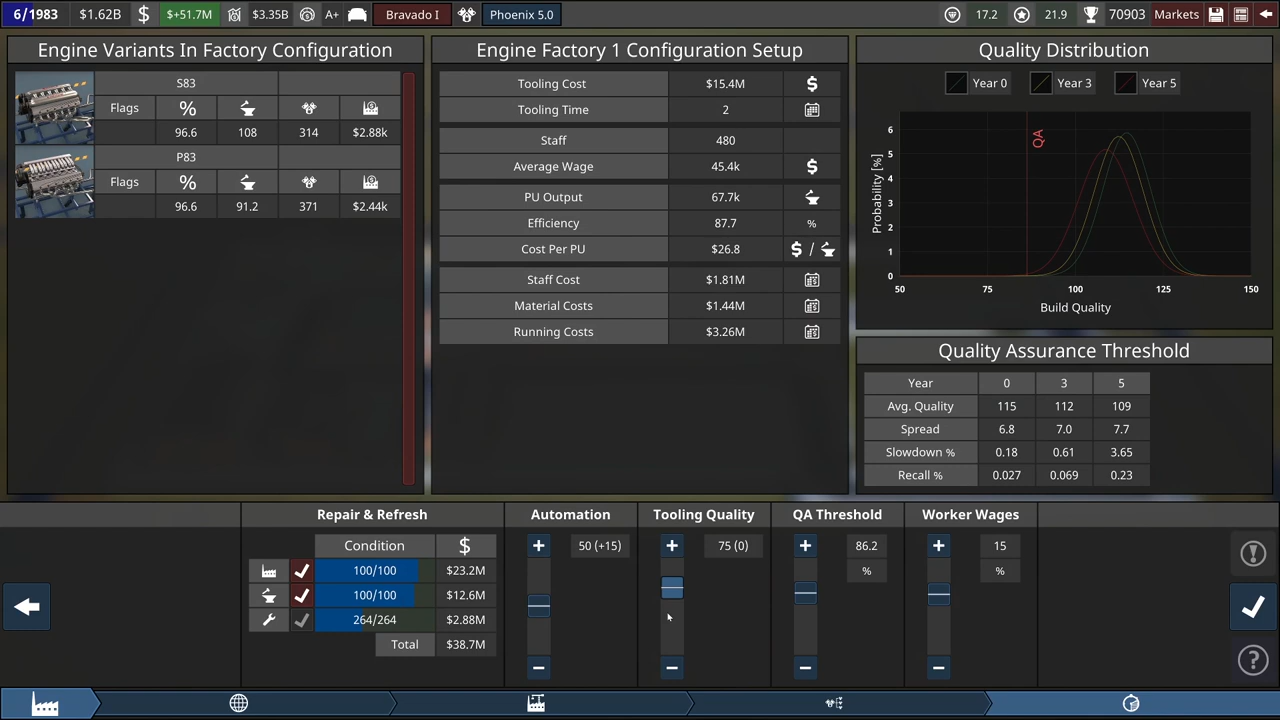 6/1983 $1.62B $+51.7M $3.35B A+ Bravado I Phoenix 5.0 17.2 21.9 70903 Markets
Engine Variants In Factory Configuration
S83
Flags %
96.6 108 314 $2.88k
P83
Flags %
96.6 91.2 371 $2.44k
Engine Factory 1 Configuration Setup
Tooling Cost $15.4M $
Tooling Time 2
Staff 480
Average Wage 45.4k $
PU Output 67.7k
Efficiency 87.7 %
Cost Per PU $26.8 $ /
Staff Cost $1.81M
Material Costs $1.44M
Running Costs $3.26M
Quality Distribution
Year 0 Year 3 Year 5
QA
Probability [%]
6
5
4
3
2
1
0
50 75 100 125 150
Build Quality
Quality Assurance Threshold
Year 0 3 5
Avg. Quality 115 112 109
Spread 6.8 7.0 7.7
Slowdown % 0.18 0.61 3.65
Recall % 0.027 0.069 0.23
Repair & Refresh
Condition $
100/100 $23.2M
100/100 $12.6M
264/264 $2.88M
Total $38.7M
Automation
+ 50 (+15)
−
Tooling Quality
+ 75 (0)
−
QA Threshold
+ 86.2
%
−
Worker Wages
+ 15
%
−
!
?